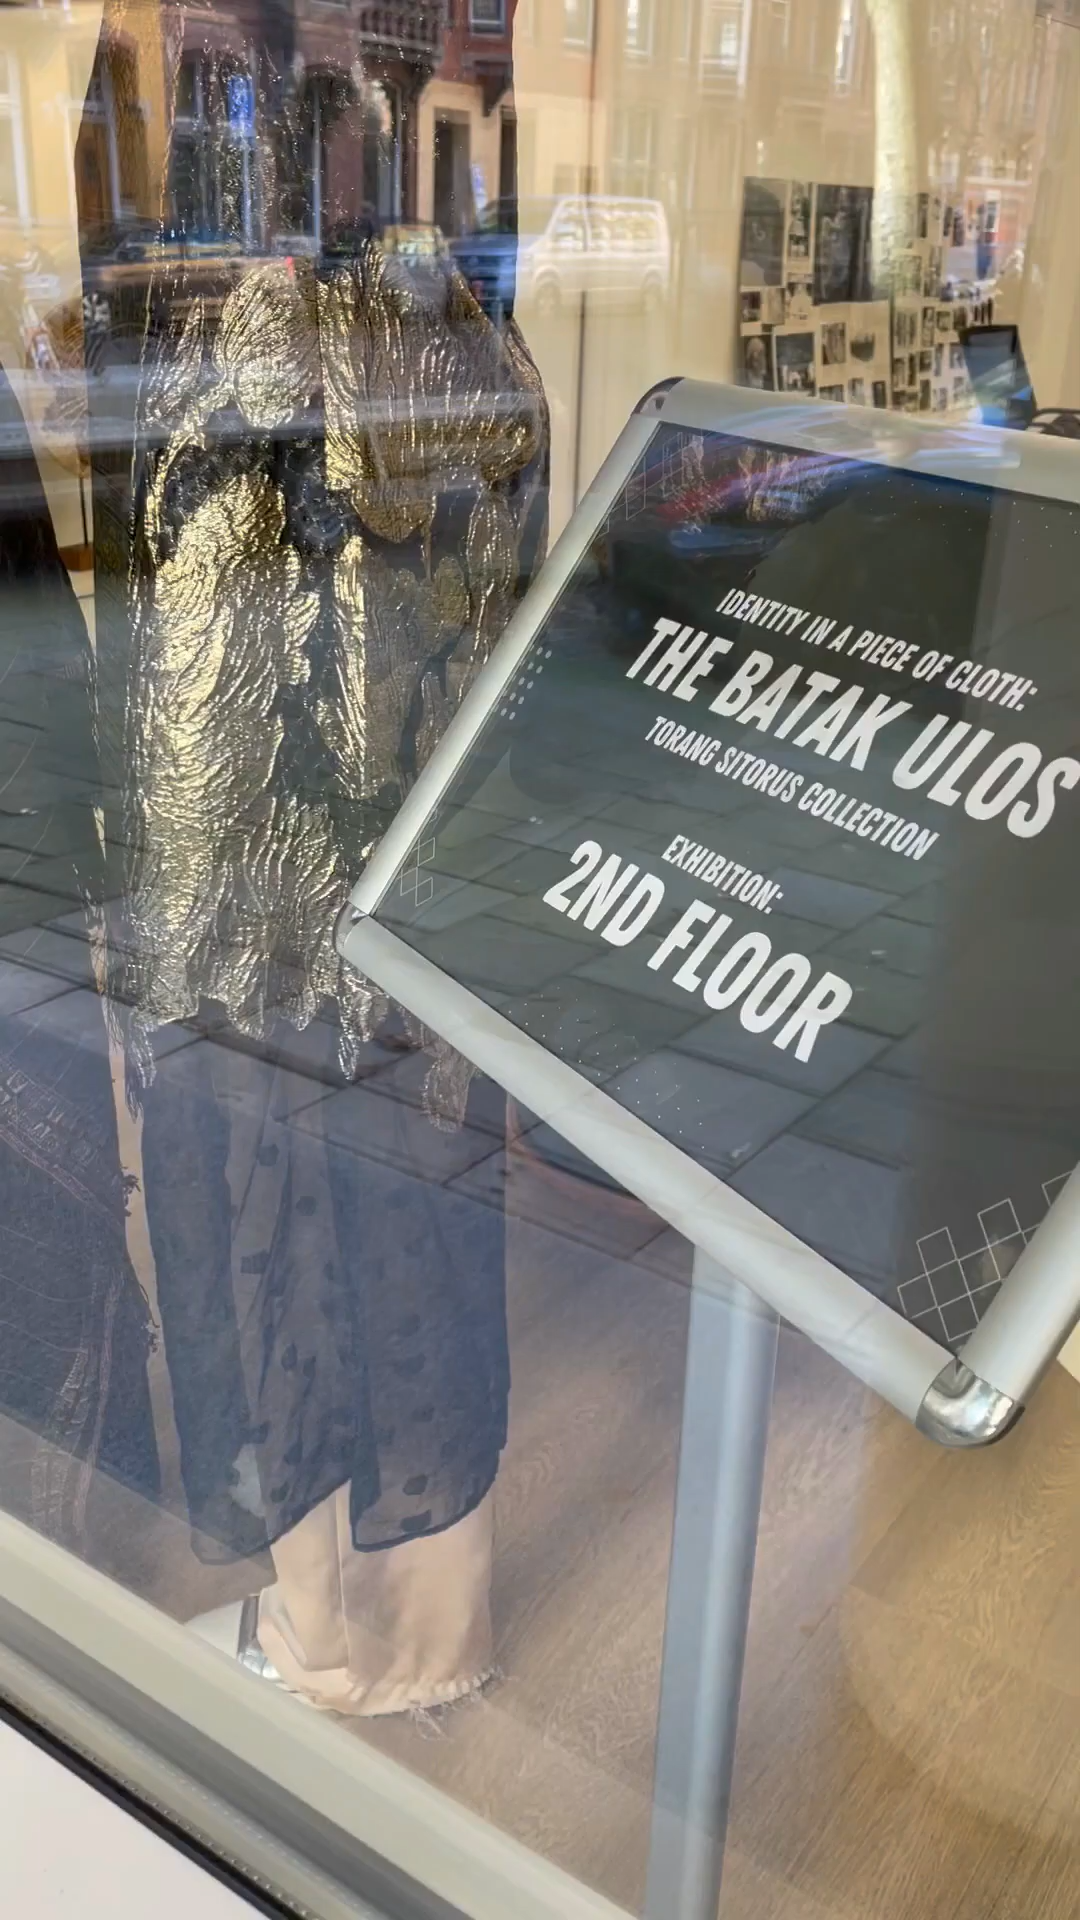 IDENTITY IN A PIECE OF CLOTH:
THE BATAK ULOS
TORANG SITORUS COLLECTION
EXHIBITION:
2ND FLOOR